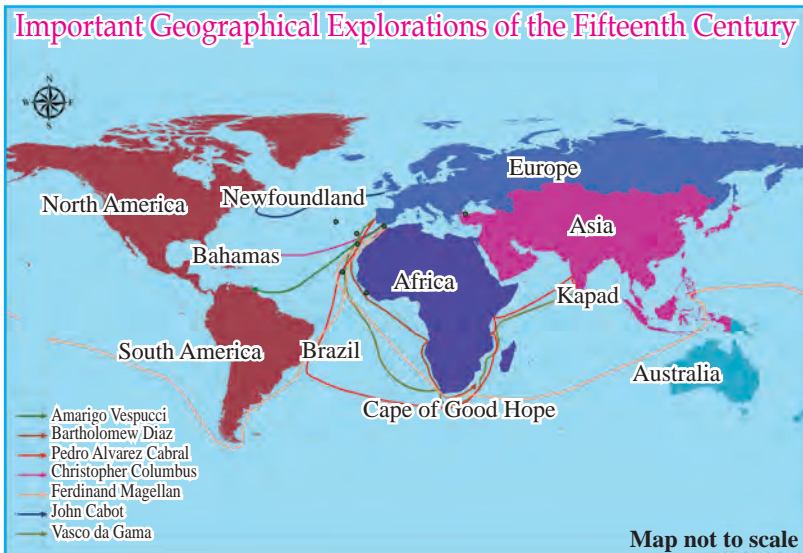 Important Geographical Explorations of the Fifteenth Century
N
W E
S
Europe
North America
Newfoundland
Asia
Bahamas
Africa
Kapad
South America
Brazil
Australia
Cape of Good Hope
Amarigo Vespucci
Bartholomew Diaz
Pedro Alvarez Cabral
Christopher Columbus
Ferdinand Magellan
John Cabot
Vasco da Gama
Map not to scale